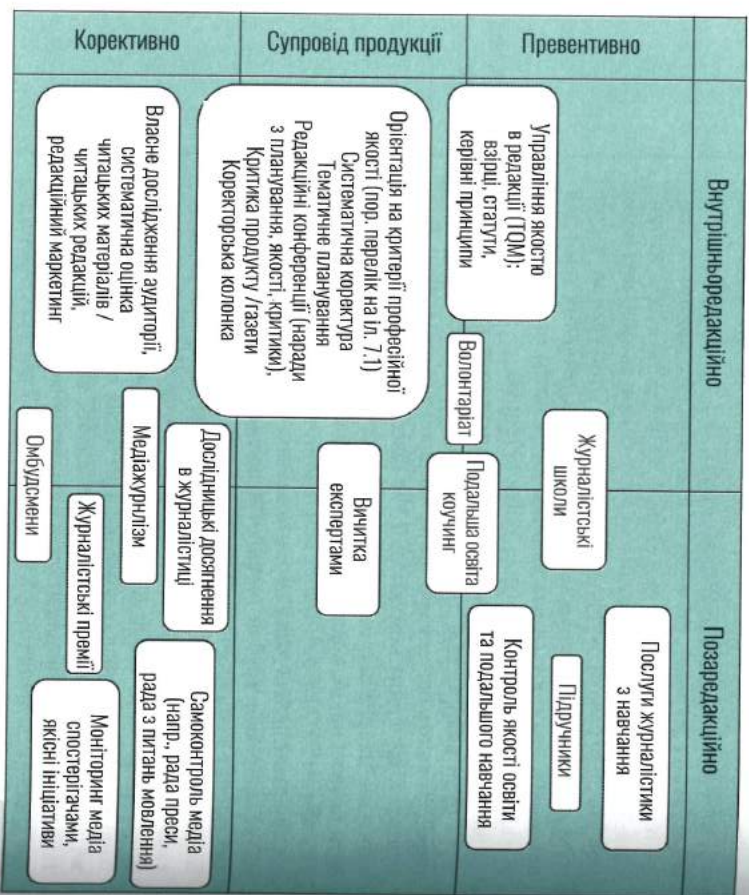 Внутрішньоредакційно
Позаредакційно
Превентивно
Управління якістю
в редакції (TQM):
взірці, статути,
керівні принципи
Волонтаріат
Журналістські
школи
Подальша освіта
коучинг
Послуги журналістики
з навчання
Підручники
Контроль якості освіти
та подальшого навчання
Супровід продукції
Орієнтація на критерії професійної
якості (пор. перелік на іл. 7.1)
Систематична коректура
Тематичне планування
Редакційні конференції (наради
з планування, якості, критики),
Критика продукту /газети
Коректорська колонка
Вичитка
експертами
Корективно
Власне дослідження аудиторії,
систематична оцінка
читацьких матеріалів /
читацьких редакцій,
редакційний маркетинг
Дослідницькі досягнення
в журналістиці
Медіажурнлізм
Журналістські премії
Омбудсмени
Самоконтроль медіа
(напр., рада преси,
рада з питань мовлення)
Моніторинг медіа
спостерігачами,
якісні ініціативи